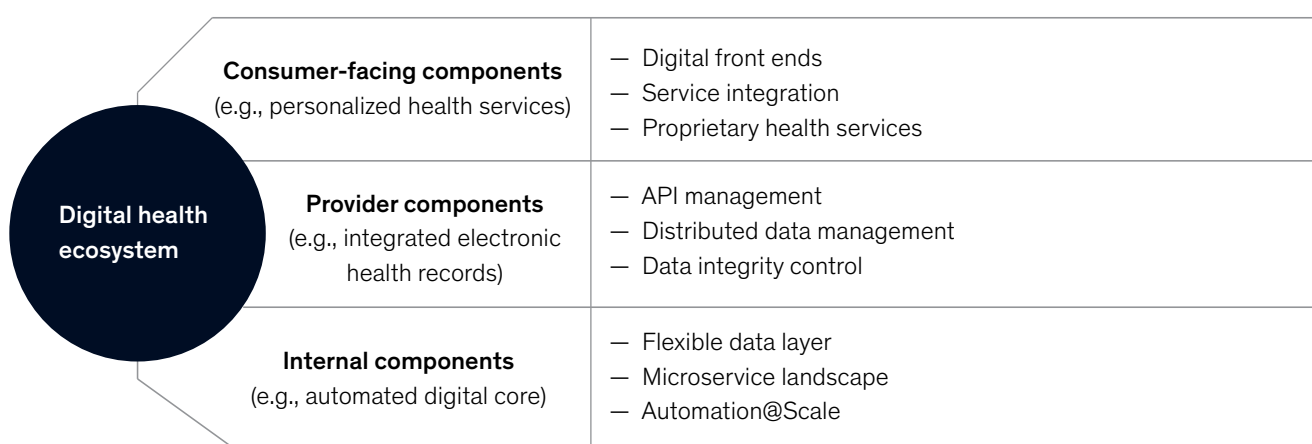 Digital health
ecosystem
Consumer-facing components
(e.g., personalized health services)
— Digital front ends
— Service integration
— Proprietary health services
Provider components
(e.g., integrated electronic
health records)
— API management
— Distributed data management
— Data integrity control
Internal components
(e.g., automated digital core)
— Flexible data layer
— Microservice landscape
— Automation@Scale